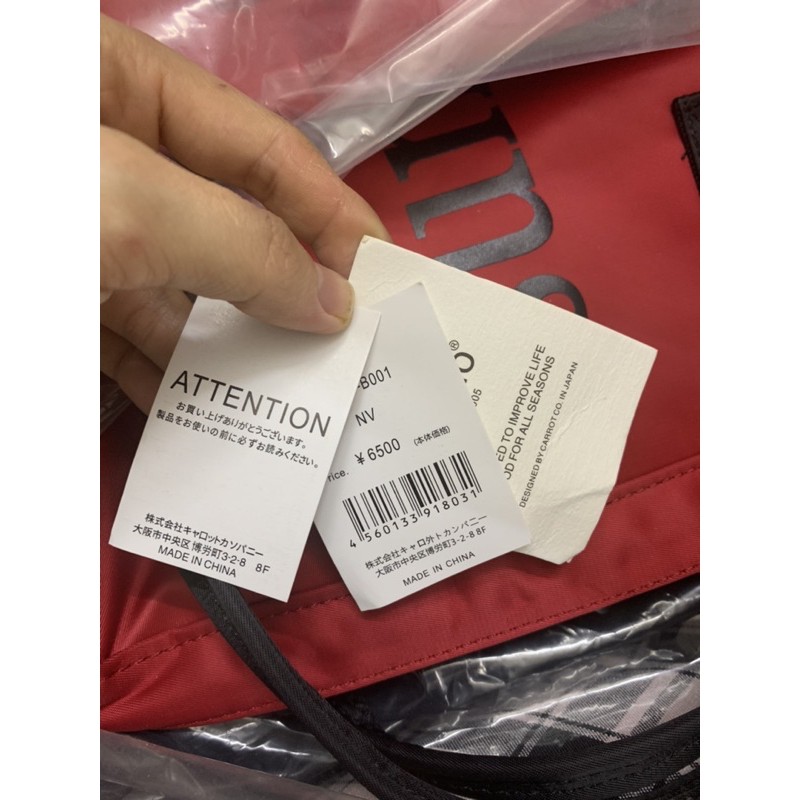 ATTENTION
お買い上げありがとうございます。
製品をお使いの前に必ずお読みください。
株式会社キャロットカソパニー
大阪市中央区博労町3-2-8 8F
MADE IN CHINA
B001
NV
rice. ¥6500 (本体価格)
4560133918031
株式会社キャロ外トカンパニー
大阪市中央区博労町3-2-8 8F
MADE IN CHINA
O®
05
ED TO IMPROVE LIFE
OD FOR ALL SEASONS
DESIGNED BY CARROT CO. IN JAPAN